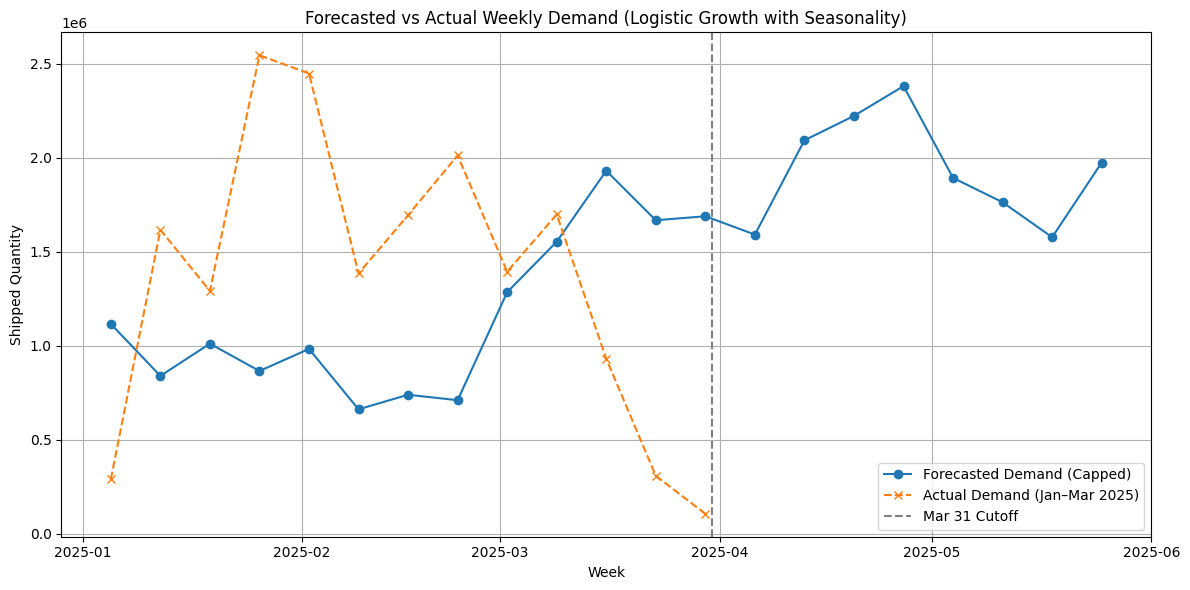 Forecasted vs Actual Weekly Demand (Logistic Growth with Seasonality)
1e6
2.5
2.0
1.5
1.0
0.5
0.0
Shipped Quantity
2025-01
2025-02
2025-03
2025-04
2025-05
2025-06
Week
Forecasted Demand (Capped)
Actual Demand (Jan–Mar 2025)
Mar 31 Cutoff